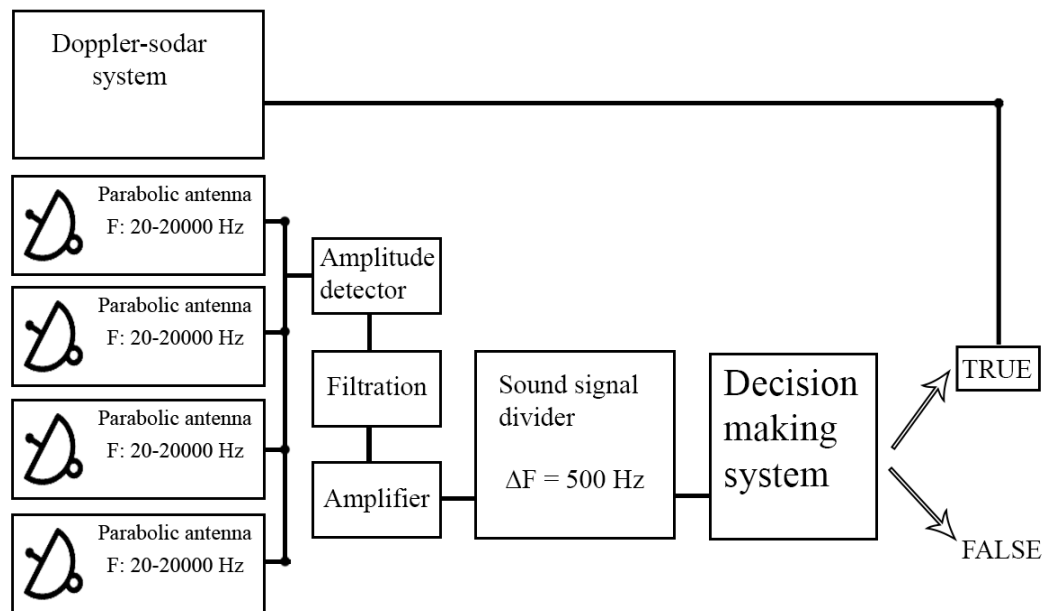 Doppler-sodar
system
Parabolic antenna
F: 20-20000 Hz
Parabolic antenna
F: 20-20000 Hz
Parabolic antenna
F: 20-20000 Hz
Parabolic antenna
F: 20-20000 Hz
Amplitude
detector
Filtration
Amplifier
Sound signal
divider
ΔF = 500 Hz
Decision
making
system
TRUE
FALSE